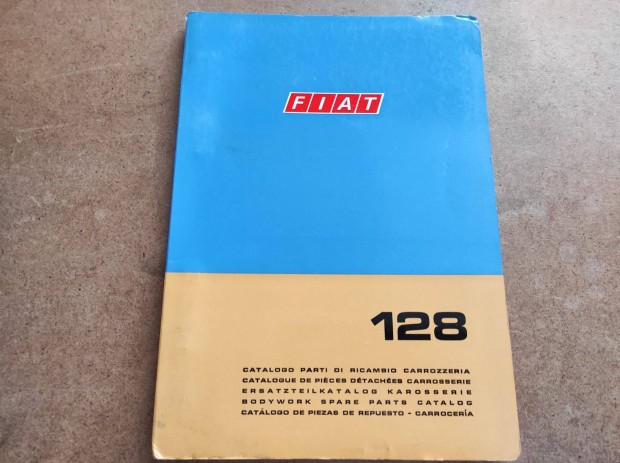 FIAT
128
CATALOGO PARTI DI RICAMBIO CARROZZERIA
CATALOGUE DE PIÈCES DÉTACHÉES CARROSSERIE
ERSATZTEILKATALOG KAROSSERIE
BODYWORK SPARE PARTS CATALOG
CATÁLOGO DE PIEZAS DE REPUESTO - CARROCERÍA